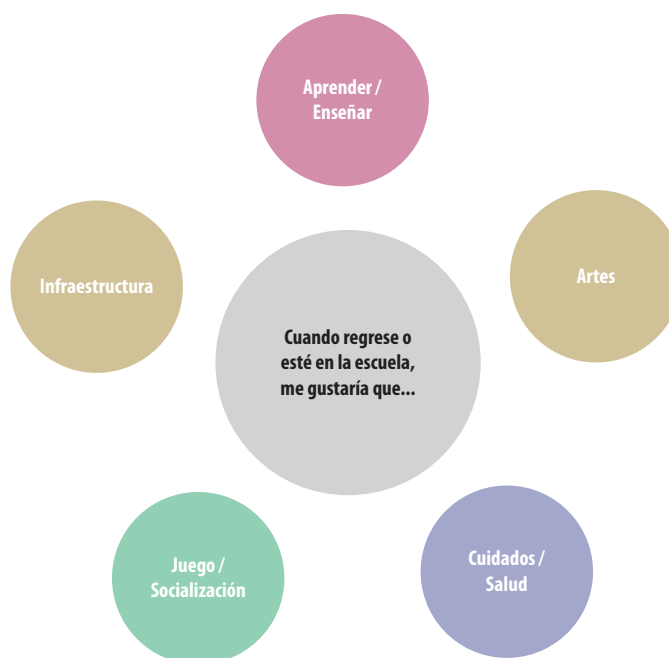 Aprender /
Enseñar
Infraestructura
Artes
Cuando regrese o
esté en la escuela,
me gustaría que...
Juego /
Socialización
Cuidados /
Salud